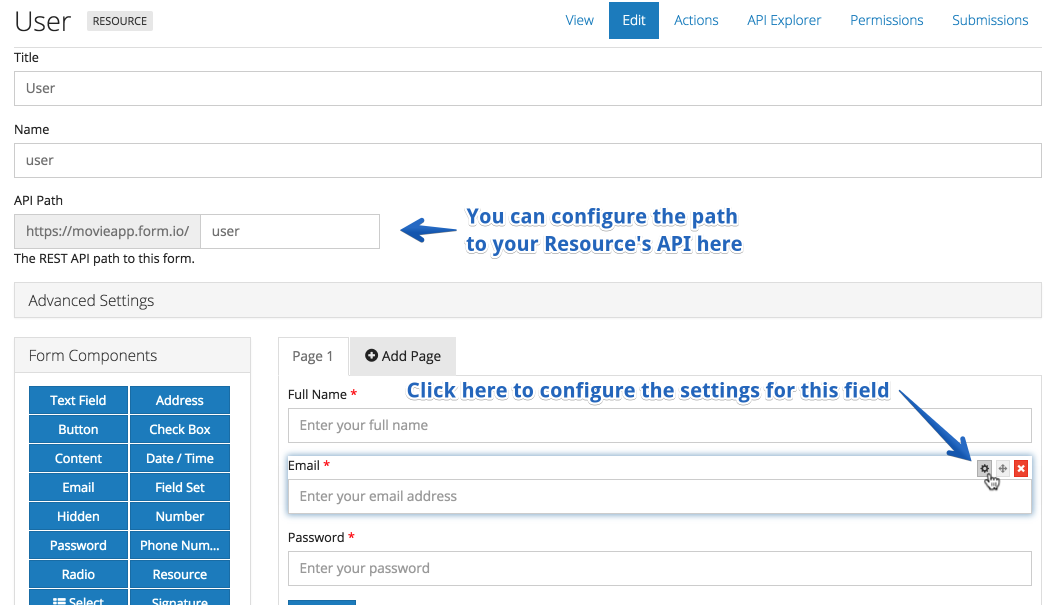 User RESOURCE View Edit Actions API Explorer Permissions Submissions
Title
User
Name
user
API Path
https://movieapp.form.io/ user
The REST API path to this form.
You can configure the path
to your Resource's API here
Advanced Settings
Form Components
Text Field Address
Button Check Box
Content Date / Time
Email Field Set
Hidden Number
Password Phone Num...
Radio Resource
Select Signature
Page 1 Add Page
Click here to configure the settings for this field
Full Name *
Enter your full name
Email *
Enter your email address
Password *
Enter your password